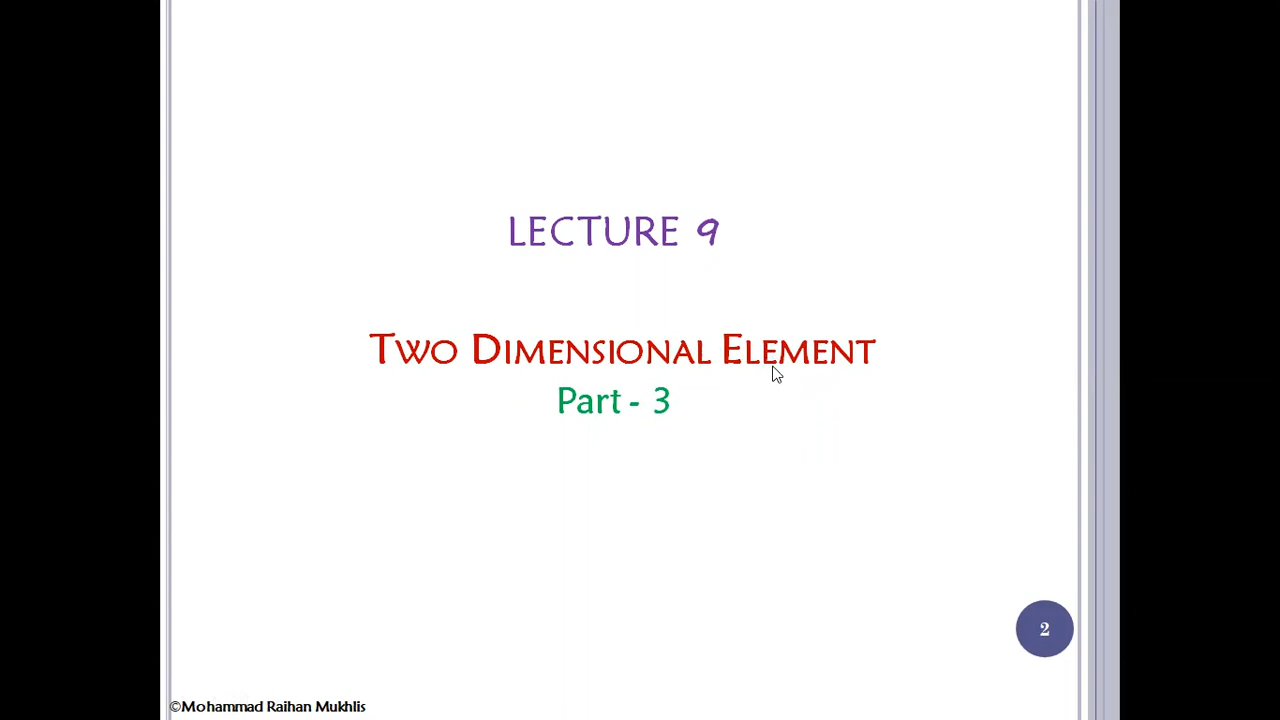 LECTURE 9
TWO DIMENSIONAL ELEMENT
Part - 3
2
©Mohammad Raihan Mukhlis